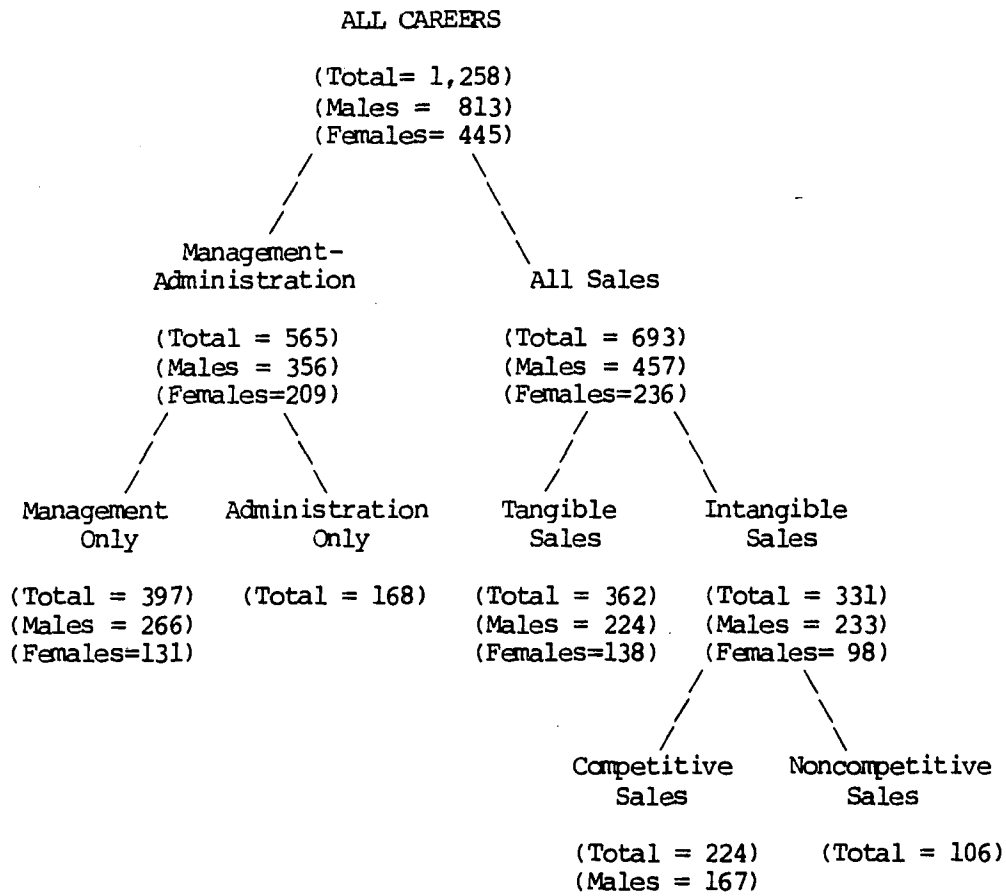 ALL CAREERS
(Total= 1,258)
(Males = 813)
(Females= 445)
Management-
Administration
All Sales
(Total = 565)
(Males = 356)
(Females=209)
(Total = 693)
(Males = 457)
(Females=236)
Management
Only
Administration
Only
Tangible
Sales
Intangible
Sales
(Total = 397)
(Males = 266)
(Females=131)
(Total = 168)
(Total = 362)
(Males = 224)
(Females=138)
(Total = 331)
(Males = 233)
(Females= 98)
Competitive
Sales
Noncompetitive
Sales
(Total = 224)
(Males = 167)
(Total = 106)